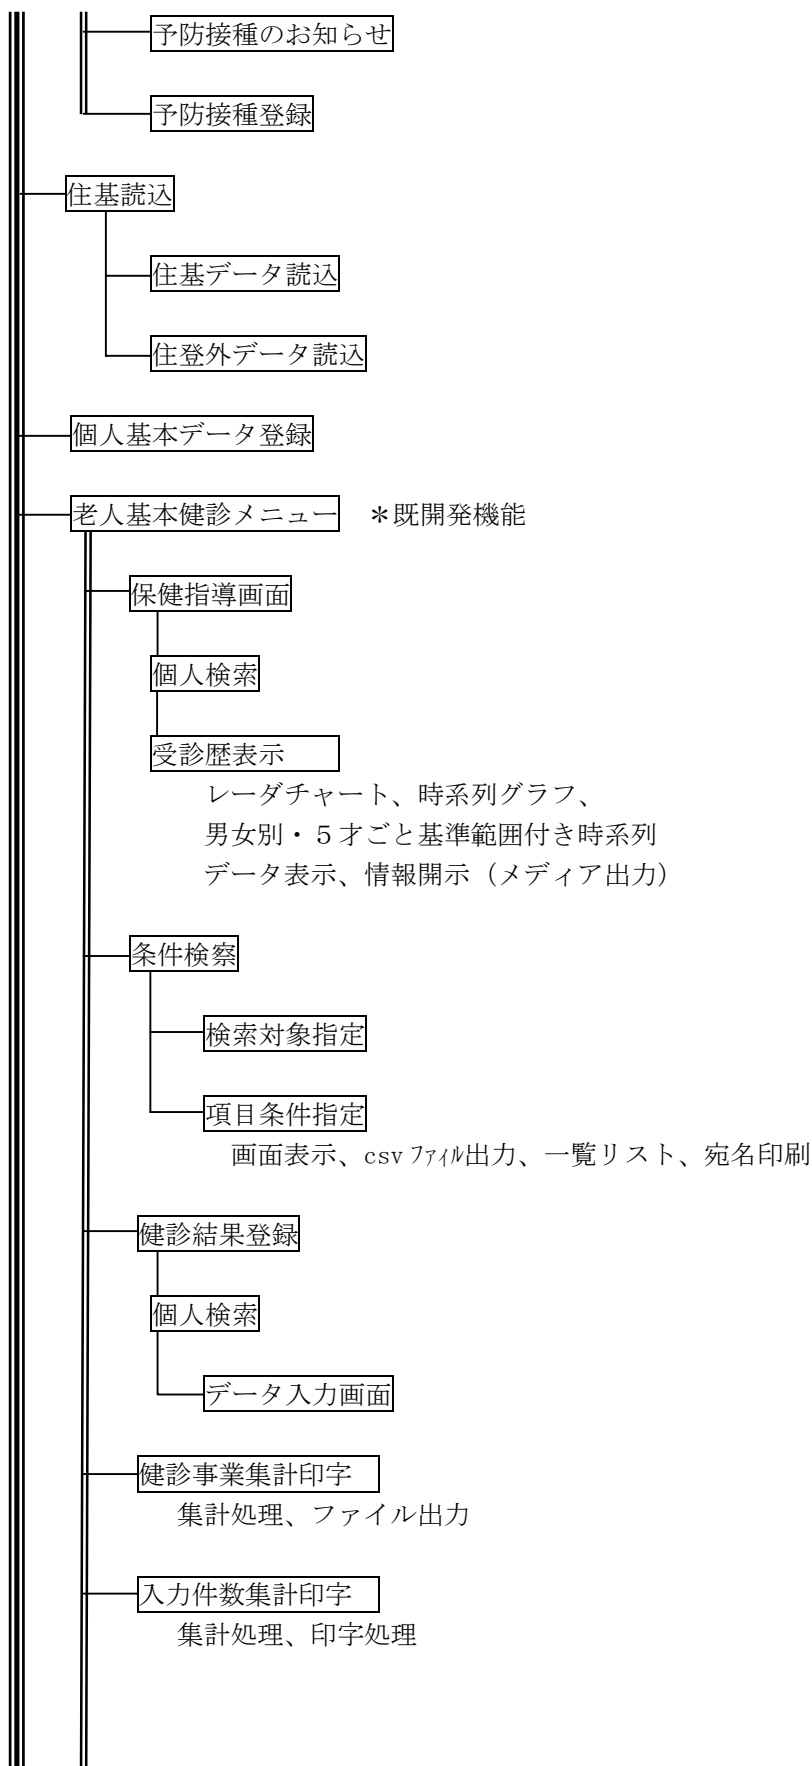 予防接種のお知らせ
予防接種登録
住基読込
住基データ読込
住登外データ読込
個人基本データ登録
老人基本健診メニュー　＊既開発機能
保健指導画面
個人検索
受診歴表示
レーダチャート、時系列グラフ、
男女別・５才ごと基準範囲付き時系列
データ表示、情報開示（メディア出力）
条件検察
検索対象指定
項目条件指定
画面表示、csv ﾌｧｲﾙ出力、一覧リスト、宛名印刷
健診結果登録
個人検索
データ入力画面
健診事業集計印字
集計処理、ファイル出力
入力件数集計印字
集計処理、印字処理